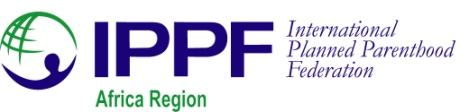 IPPF
International
Planned Parenthood
Federation
Africa Region